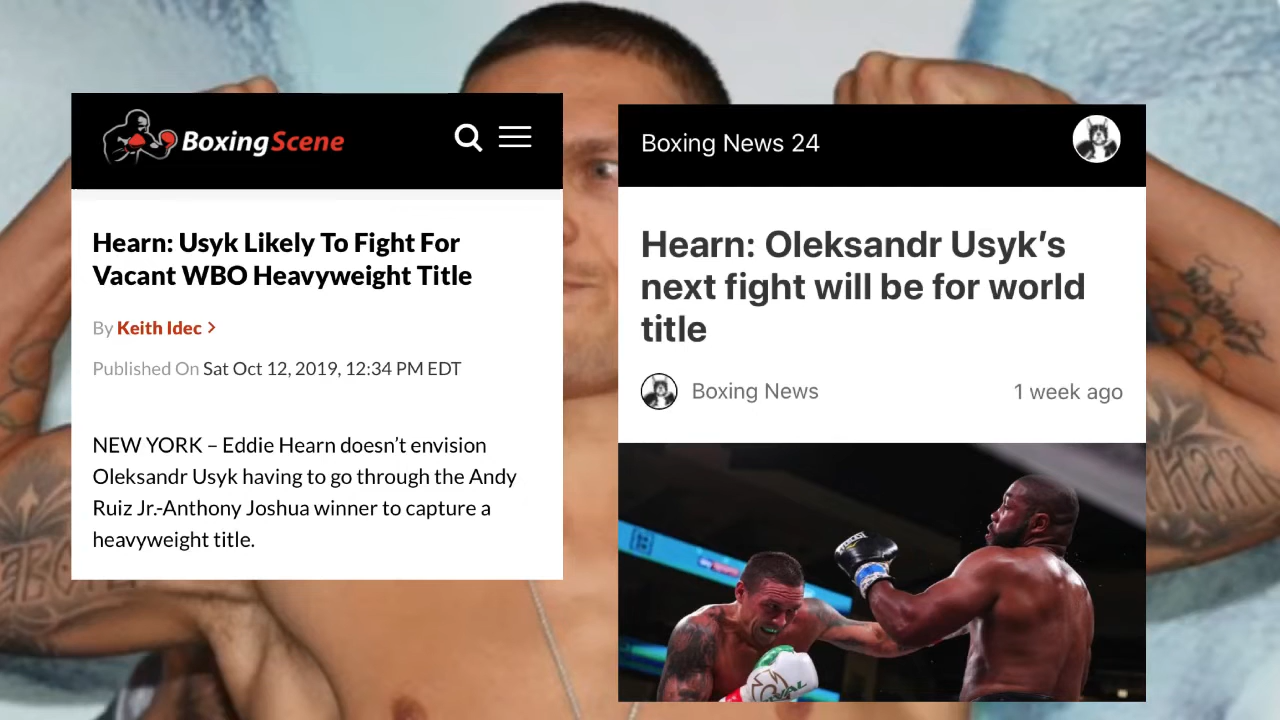 BoxingScene
Hearn: Usyk Likely To Fight For
Vacant WBO Heavyweight Title
By Keith Idec >
Published On Sat Oct 12, 2019, 12:34 PM EDT
NEW YORK – Eddie Hearn doesn’t envision
Oleksandr Usyk having to go through the Andy
Ruiz Jr.-Anthony Joshua winner to capture a
heavyweight title.
Boxing News 24
Hearn: Oleksandr Usyk’s
next fight will be for world
title
Boxing News
1 week ago